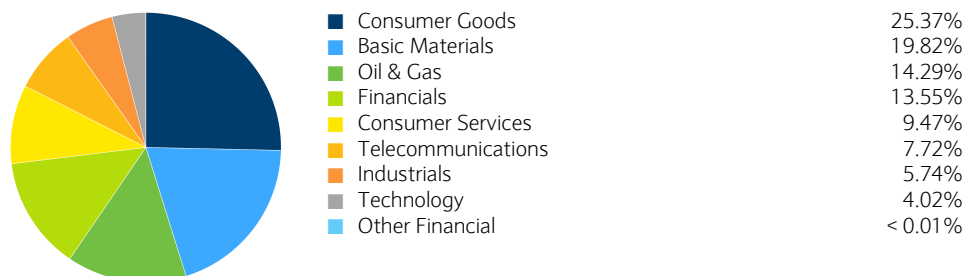 Consumer Goods 25.37%
Basic Materials 19.82%
Oil & Gas 14.29%
Financials 13.55%
Consumer Services 9.47%
Telecommunications 7.72%
Industrials 5.74%
Technology 4.02%
Other Financial < 0.01%